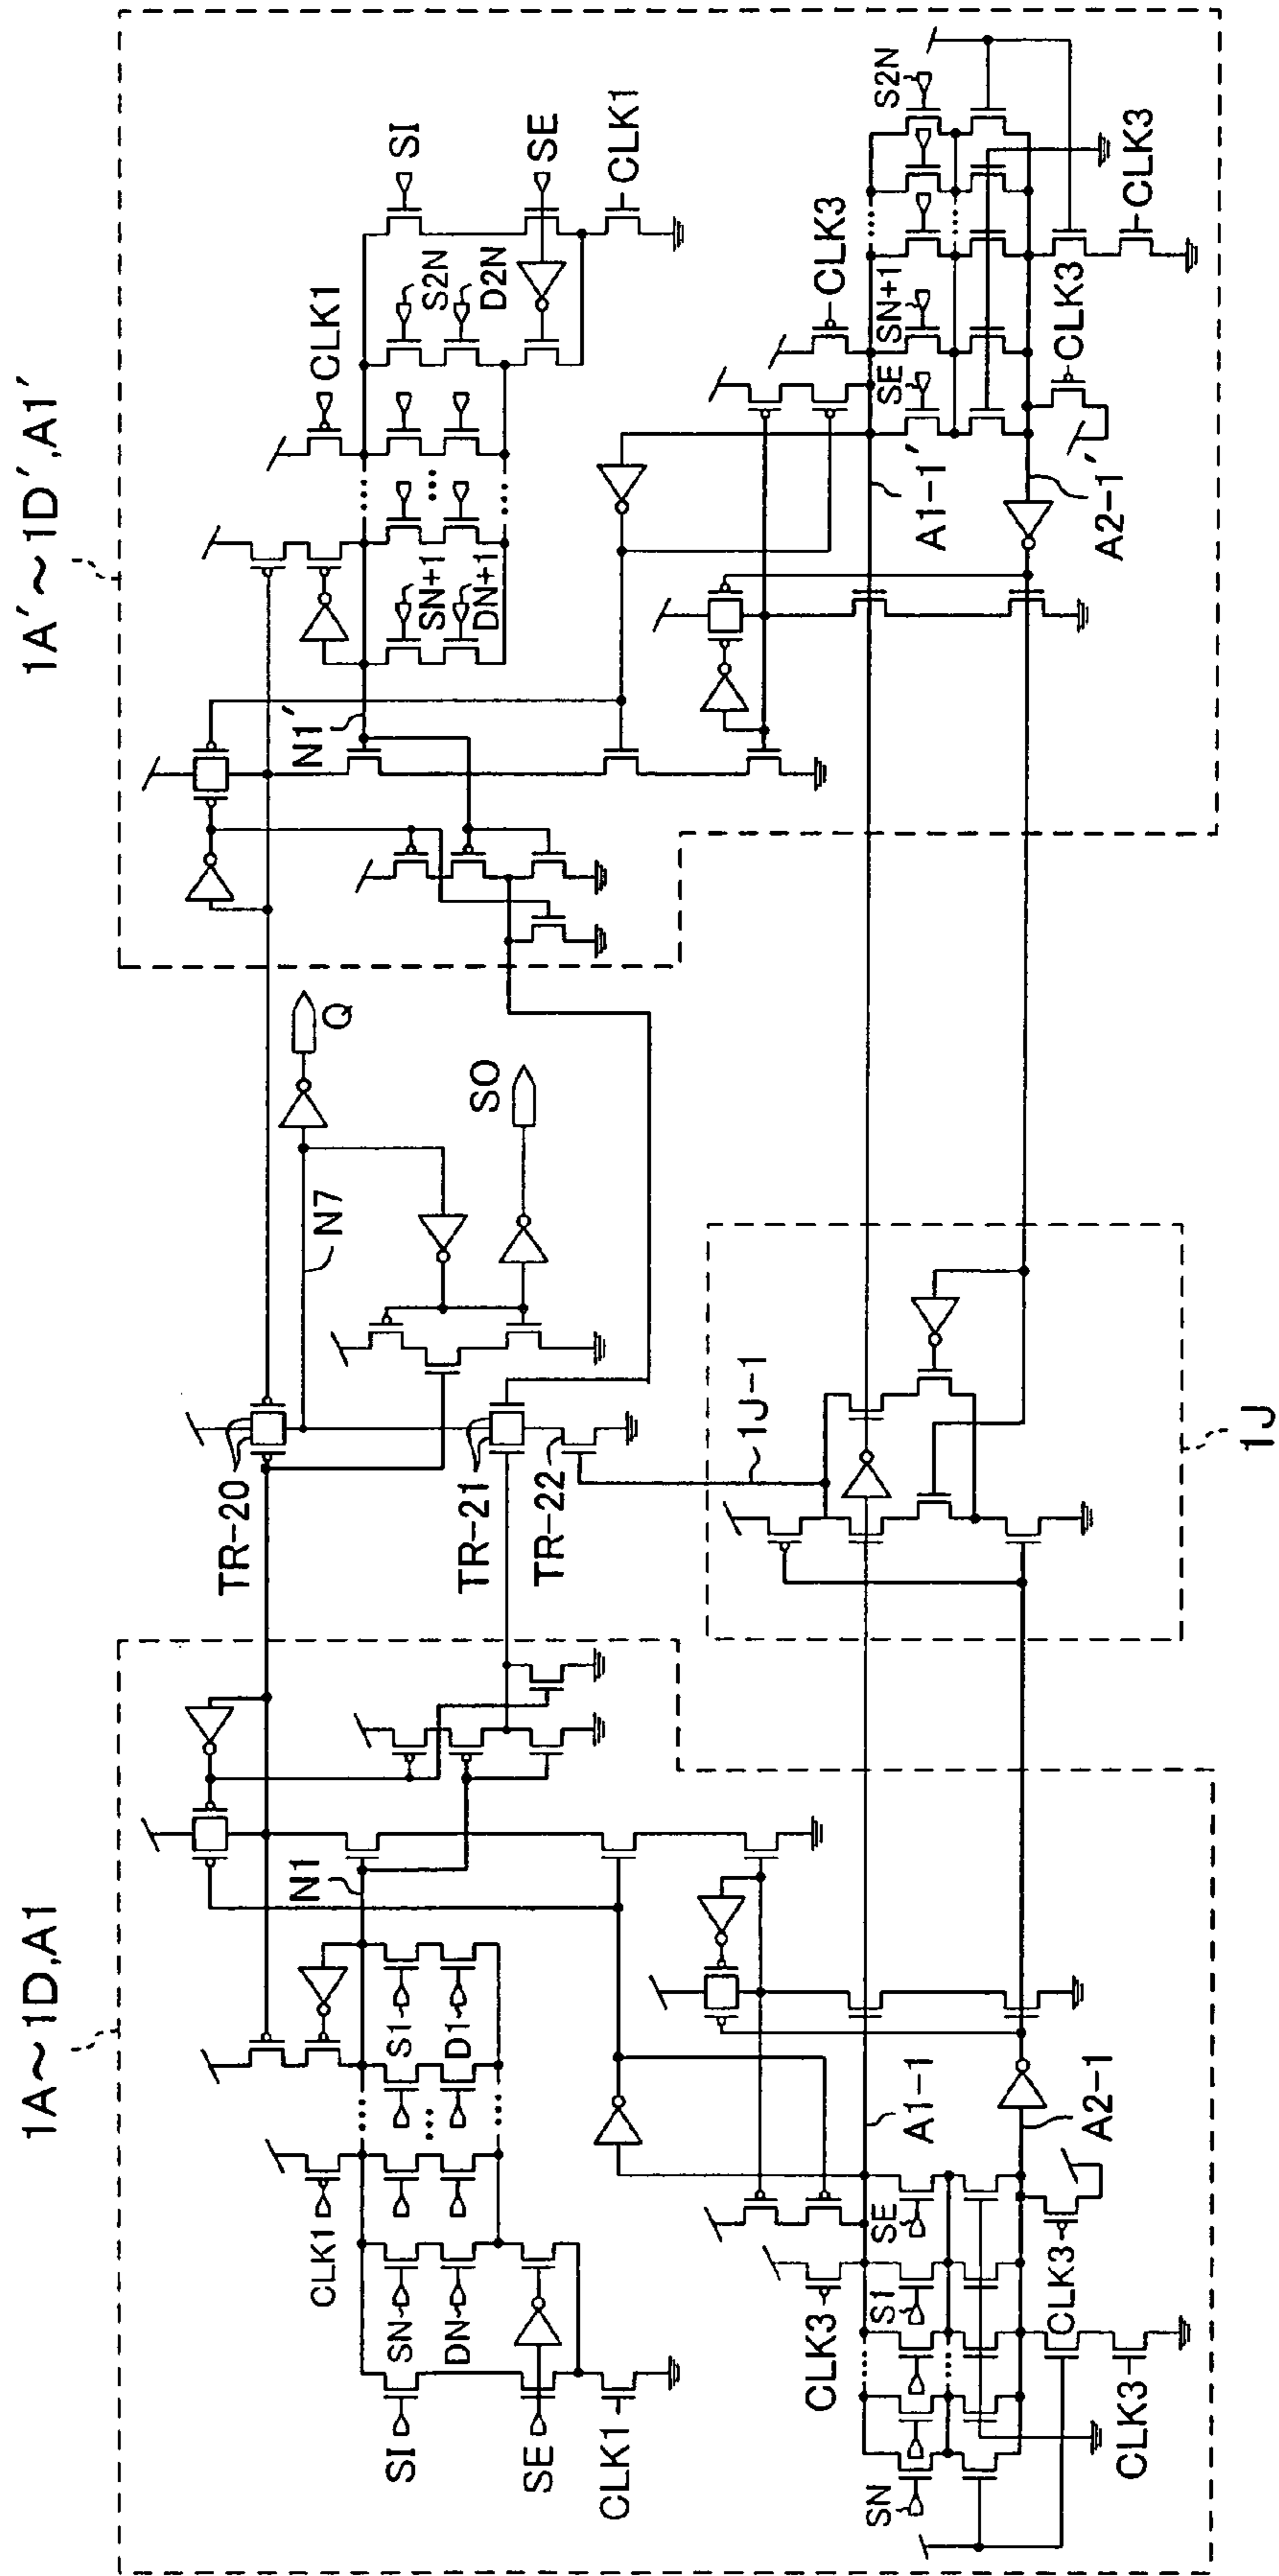 1A~1D,A1
1A'~1D',A1'
CLK1
SN
DN
SI
SE
CLK1
S1
D1
N1
TR-20
TR-21
TR-22
N7
Q
SO
N1'
SN+1
DN+1
CLK1
S2N
D2N
SI
SE
CLK1
SN
S1
SE
CLK3
CLK3
CLK3
A1-1
A2-1
1J-1
1J
A1-1'
A2-1'
SE
SN+1
CLK3
CLK3
S2N
CLK3